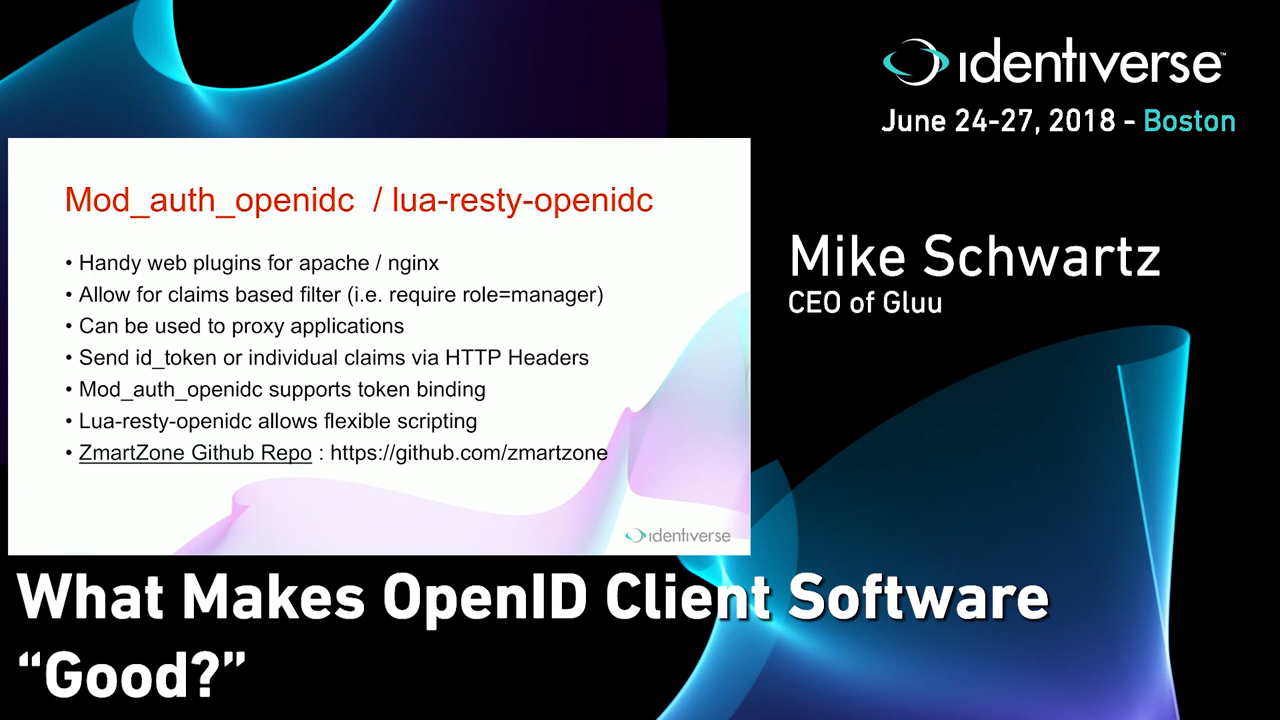 identiverse™
June 24-27, 2018 - Boston
Mod_auth_openidc / lua-resty-openidc
• Handy web plugins for apache / nginx
• Allow for claims based filter (i.e. require role=manager)
• Can be used to proxy applications
• Send id_token or individual claims via HTTP Headers
• Mod_auth_openidc supports token binding
• Lua-resty-openidc allows flexible scripting
• ZmartZone Github Repo : https://github.com/zmartzone
identiverse
Mike Schwartz
CEO of Gluu
What Makes OpenID Client Software
“Good?”